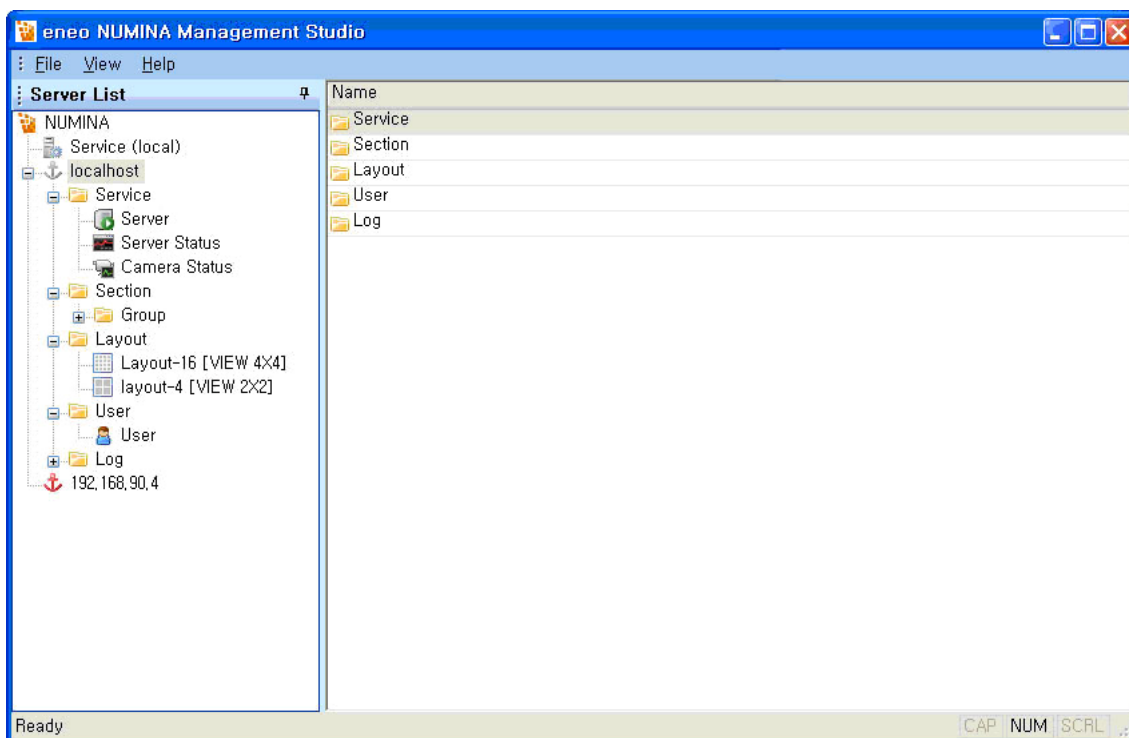 eneo NUMINA Management Studio
File View Help
Server List
NUMINA
Service (local)
localhost
Service
Server
Server Status
Camera Status
Section
Group
Layout
Layout-16 [VIEW 4X4]
layout-4 [VIEW 2X2]
User
User
Log
192,168,90,4
Name
Service
Section
Layout
User
Log
Ready
CAP NUM SCRL